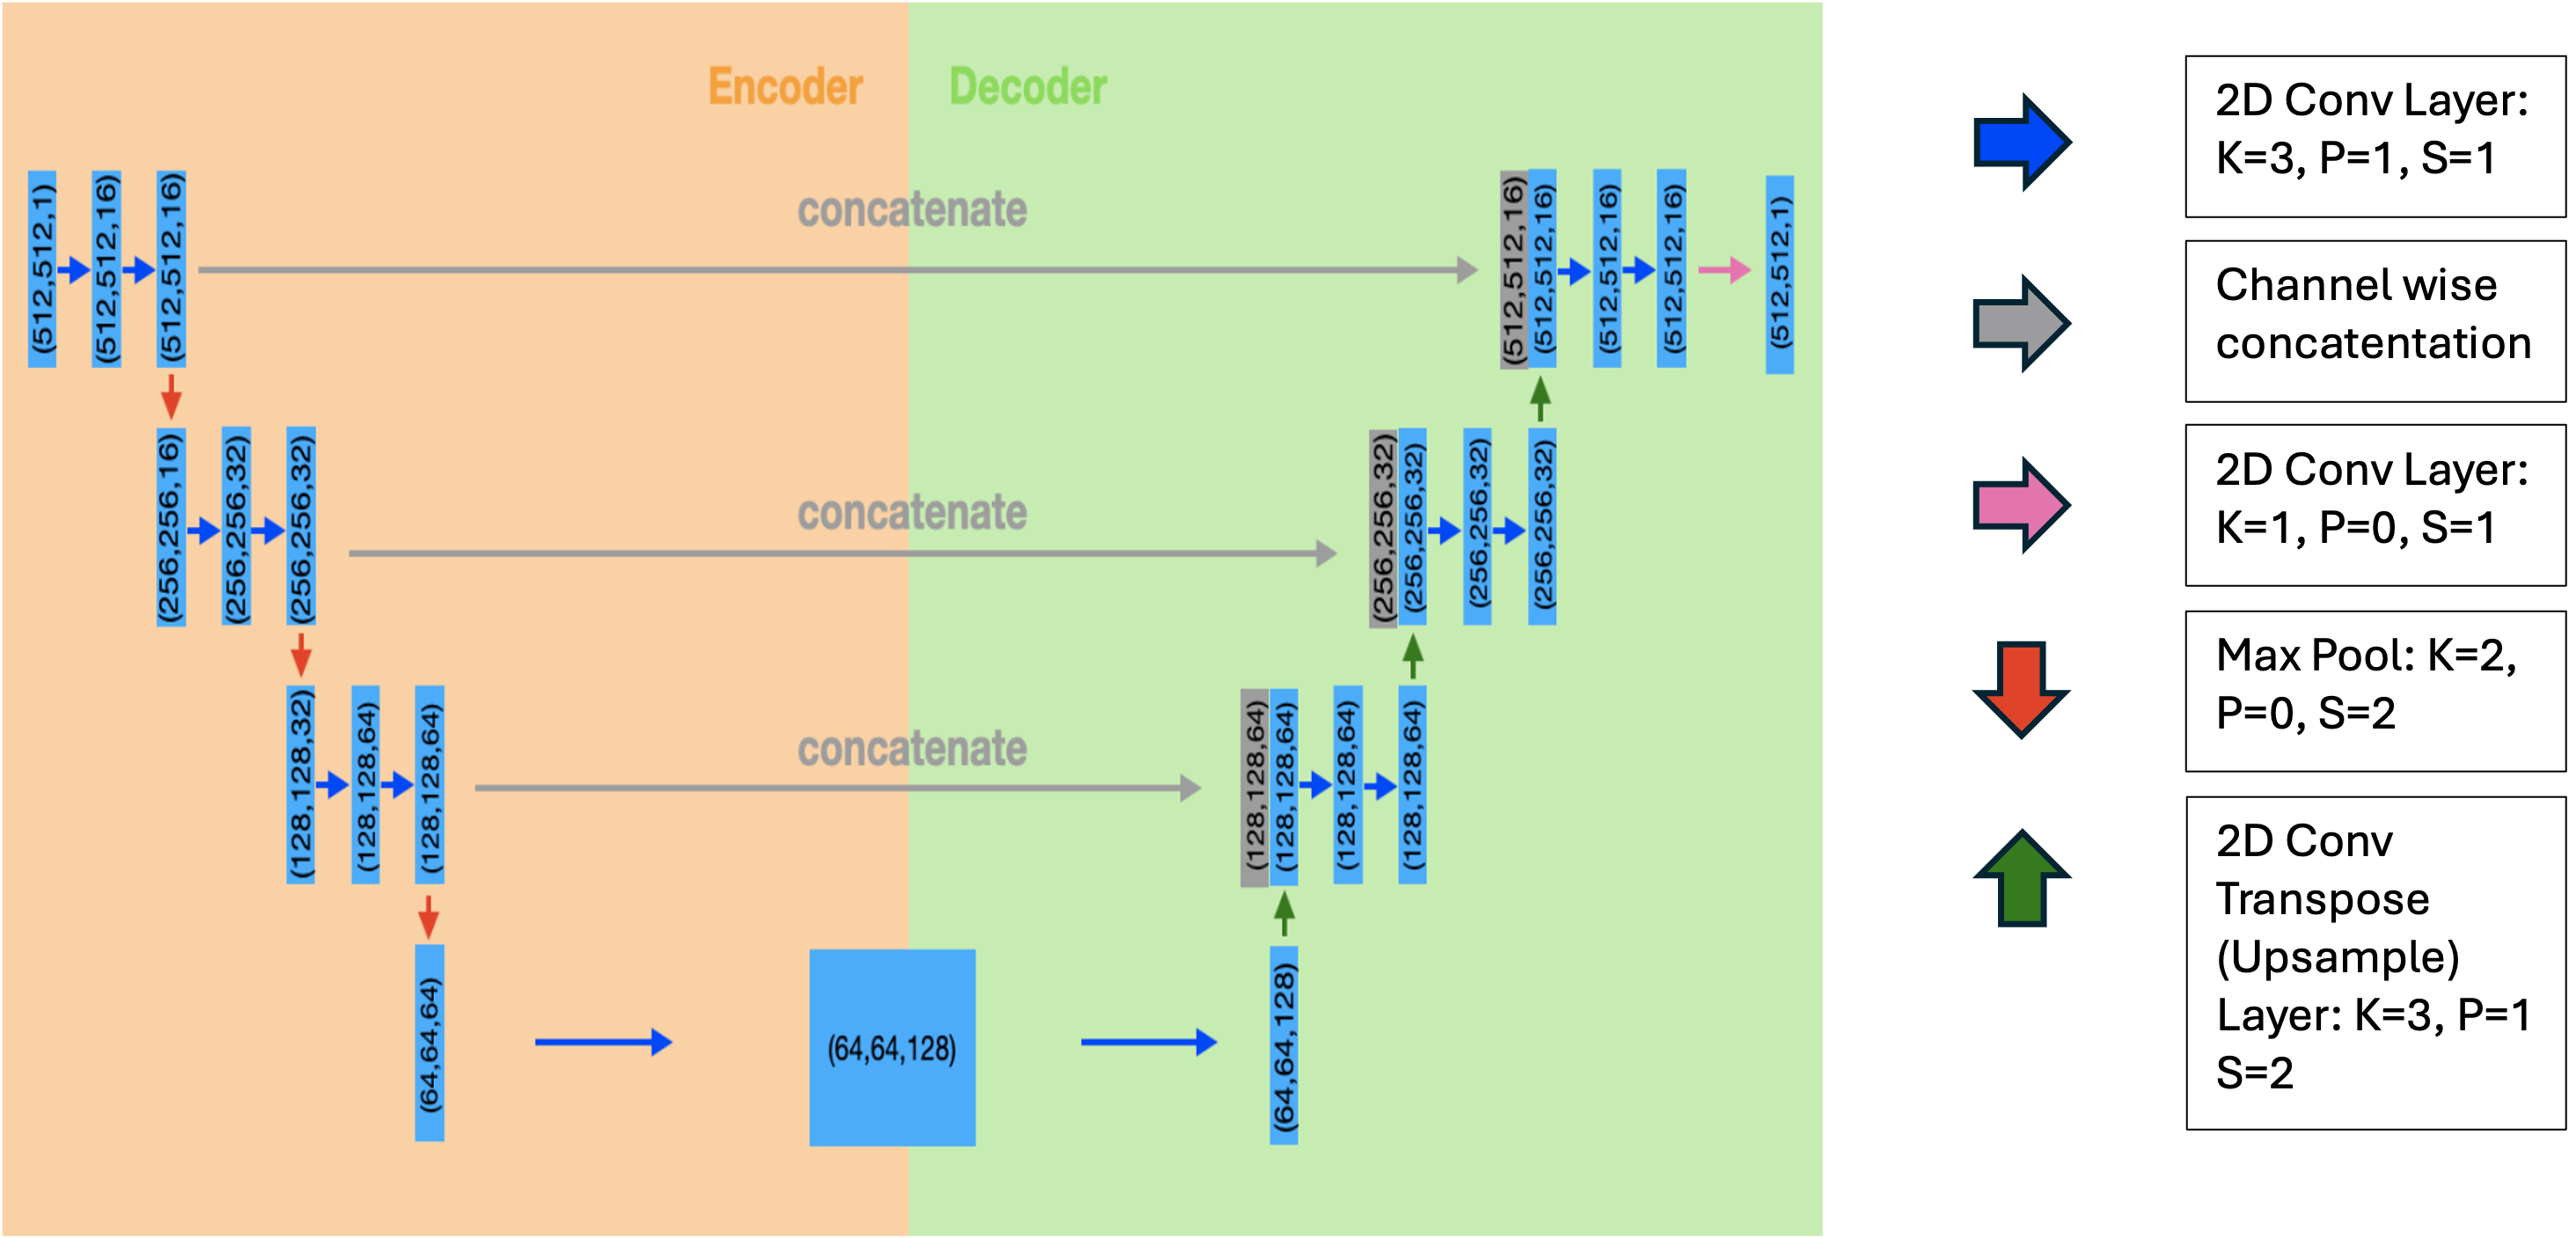 Encoder
Decoder
(512,512,1)
(512,512,16)
(512,512,16)
concatenate
(512,512,16)
(512,512,16)
(512,512,16)
(512,512,16)
(512,512,1)
(256,256,16)
(256,256,32)
(256,256,32)
concatenate
(256,256,32)
(256,256,32)
(256,256,32)
(256,256,32)
(128,128,32)
(128,128,64)
(128,128,64)
concatenate
(128,128,64)
(128,128,64)
(128,128,64)
(128,128,64)
(64,64,64)
(64,64,128)
(64,64,128)
2D Conv Layer:
K=3, P=1, S=1
Channel wise
concatentation
2D Conv Layer:
K=1, P=0, S=1
Max Pool: K=2,
P=0, S=2
2D Conv
Transpose
(Upsample)
Layer: K=3, P=1
S=2